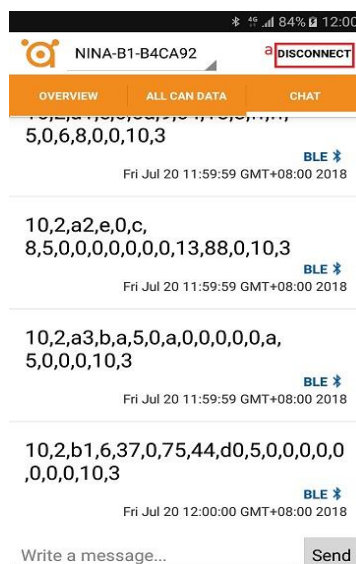 4G 84% 12:00
NINA-B1-B4CA92
a DISCONNECT
OVERVIEW ALL CAN DATA CHAT
5,0,6,8,0,0,10,3
BLE
Fri Jul 20 11:59:59 GMT+08:00 2018
10,2,a2,e,0,c,
8,5,0,0,0,0,0,0,0,13,88,0,10,3
BLE
Fri Jul 20 11:59:59 GMT+08:00 2018
10,2,a3,b,a,5,0,a,0,0,0,0,0,a,
5,0,0,0,10,3
BLE
Fri Jul 20 11:59:59 GMT+08:00 2018
10,2,b1,6,37,0,75,44,d0,5,0,0,0,0,0
,0,0,0,10,3
BLE
Fri Jul 20 12:00:00 GMT+08:00 2018
Write a message... Send